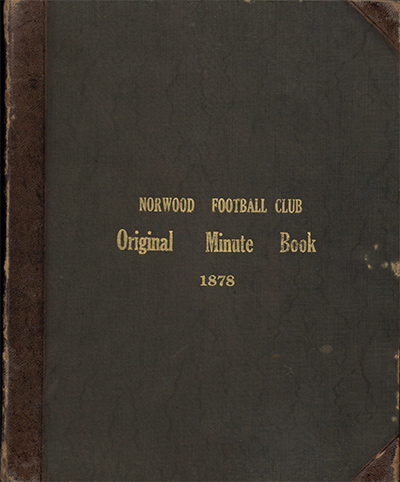 NORWOOD FOOTBALL CLUB
Original Minute Book
1878